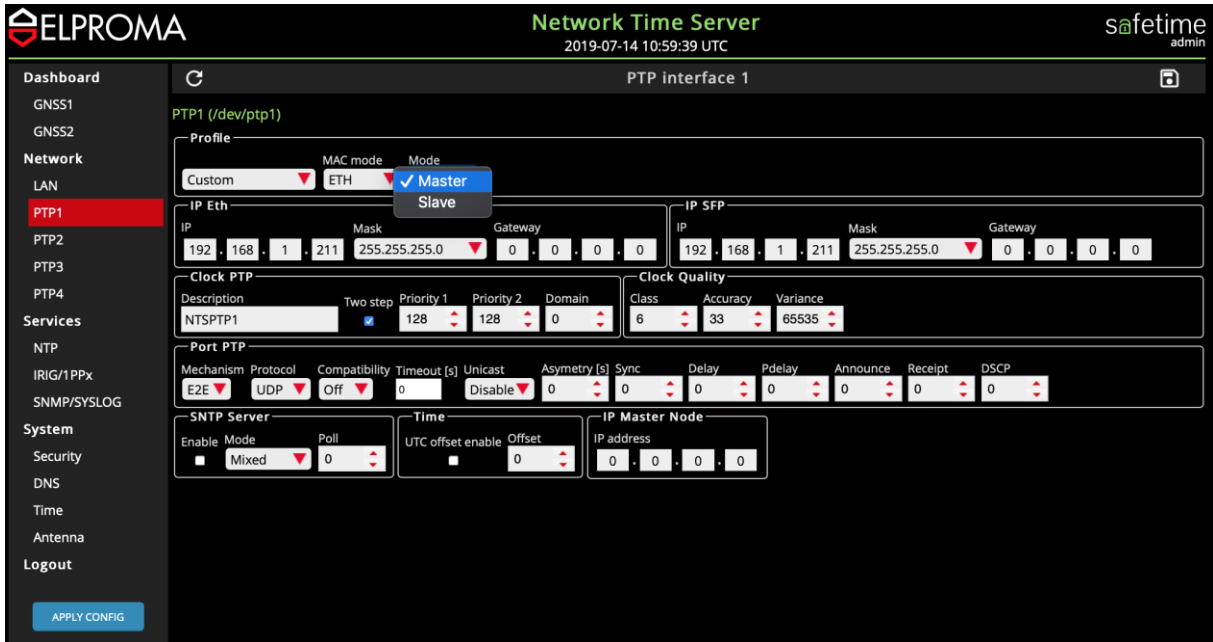 ELPROMA
Network Time Server
2019-07-14 10:59:39 UTC
safetime
admin
Dashboard
GNSS1
GNSS2
Network
LAN
PTP1
PTP2
PTP3
PTP4
Services
NTP
IRIG/1PPx
SNMP/SYSLOG
System
Security
DNS
Time
Antenna
Logout
APPLY CONFIG
PTP interface 1
PTP1 (/dev/ptp1)
Profile
MAC mode Mode
Custom ETH ✓ Master
Slave
IP Eth
IP Mask Gateway
192 . 168 . 1 . 211 255.255.255.0 0 . 0 . 0 . 0
IP SFP
IP Mask Gateway
192 . 168 . 1 . 211 255.255.255.0 0 . 0 . 0 . 0
Clock PTP
Description Two step Priority 1 Priority 2 Domain
NTSPTP1 128 128 0
Clock Quality
Class Accuracy Variance
6 33 65535
Port PTP
Mechanism Protocol Compatibility Timeout [s] Unicast Asymetry [s] Sync Delay Pdelay Announce Receipt DSCP
E2E UDP Off 0 Disable 0 0 0 0 0 0 0
SNTP Server
Enable Mode Poll
Mixed 0
Time
UTC offset enable Offset
0
IP Master Node
IP address
0 . 0 . 0 . 0